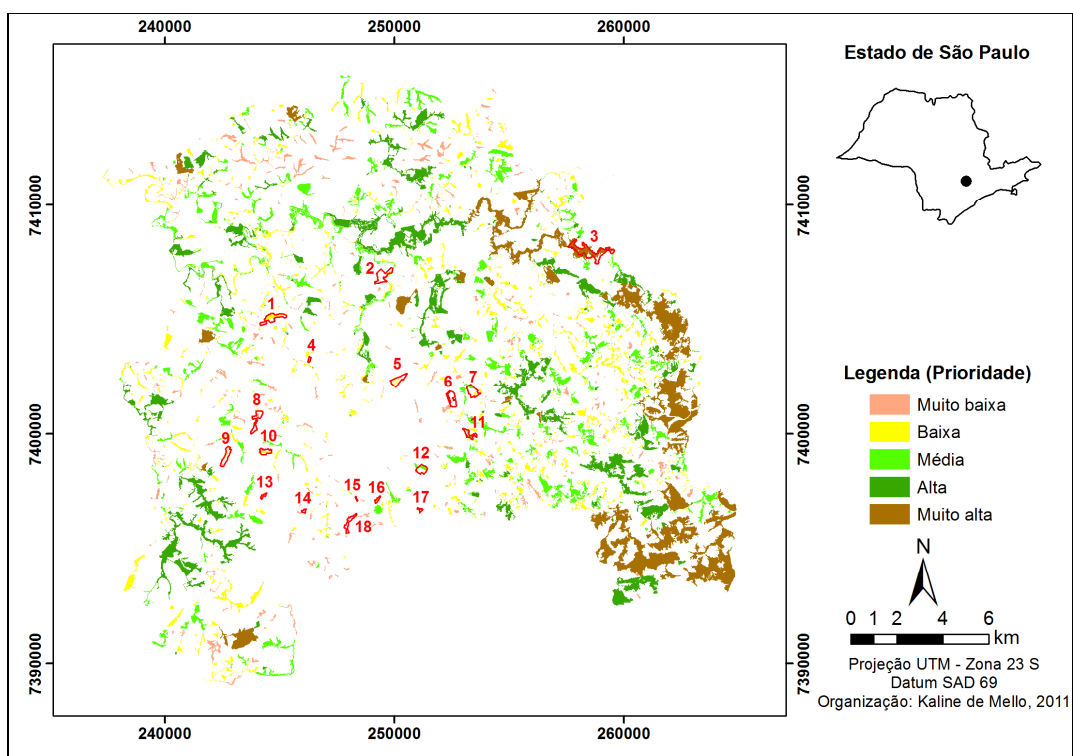 240000 250000 260000
Estado de São Paulo
7410000 7410000
3
2
1
4
5
6 7
8
9 10
11
12
13 14 15 16 17
18
7400000 7400000
7390000 7390000
240000 250000 260000
Legenda (Prioridade)
Muito baixa
Baixa
Média
Alta
Muito alta
N
0 1 2 4 6
km
Projeção UTM - Zona 23 S
Datum SAD 69
Organização: Kaline de Mello, 2011